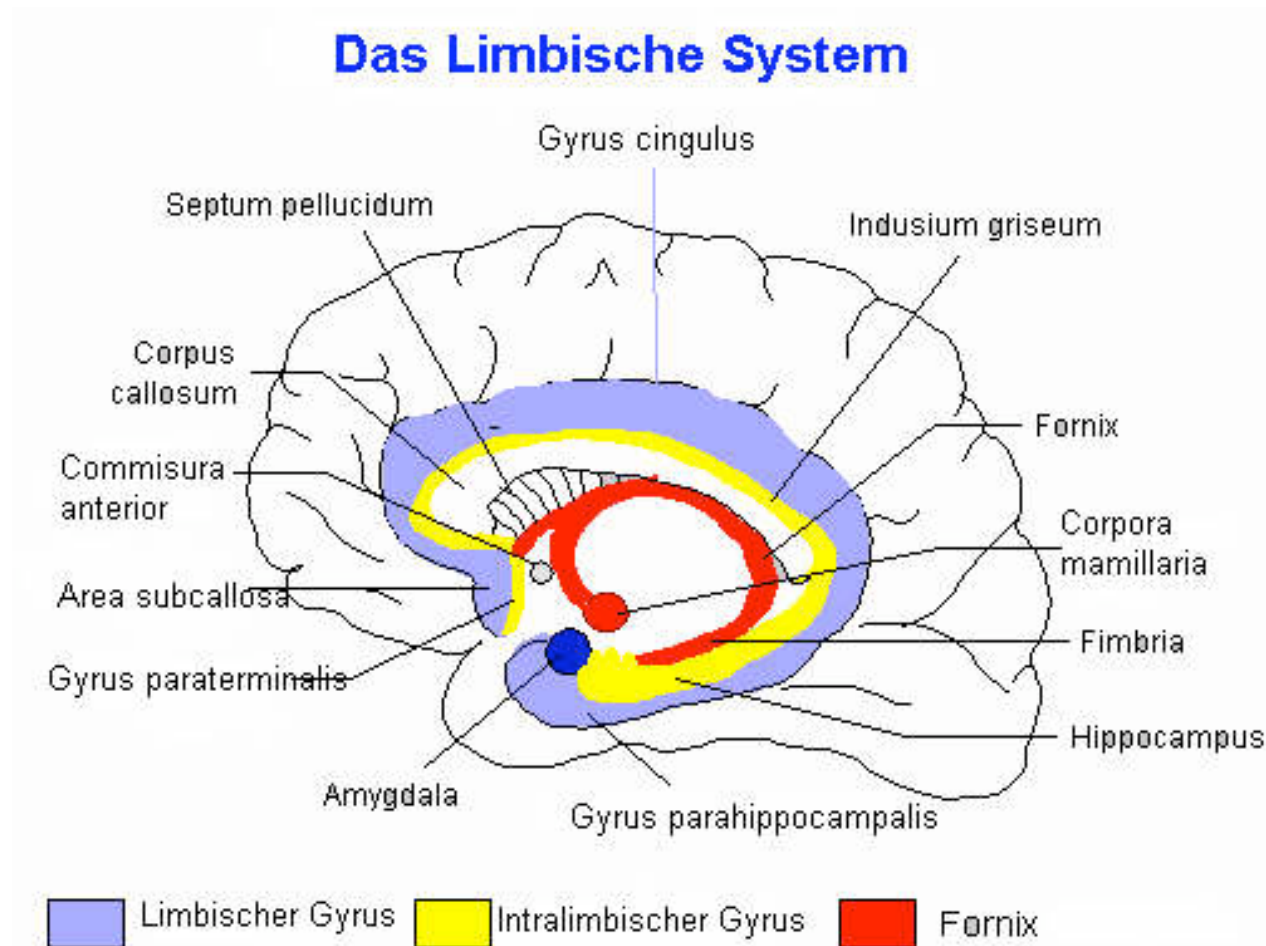 Das Limbische System
Gyrus cingulus
Septum pellucidum
Indusium griseum
Corpus
callosum
Fornix
Commisura
anterior
Corpora
mamillaria
Area subcallosa
Fimbria
Gyrus paraterminalis
Hippocampus
Amygdala
Gyrus parahippocampalis
Limbischer Gyrus
Intralimbischer Gyrus
Fornix